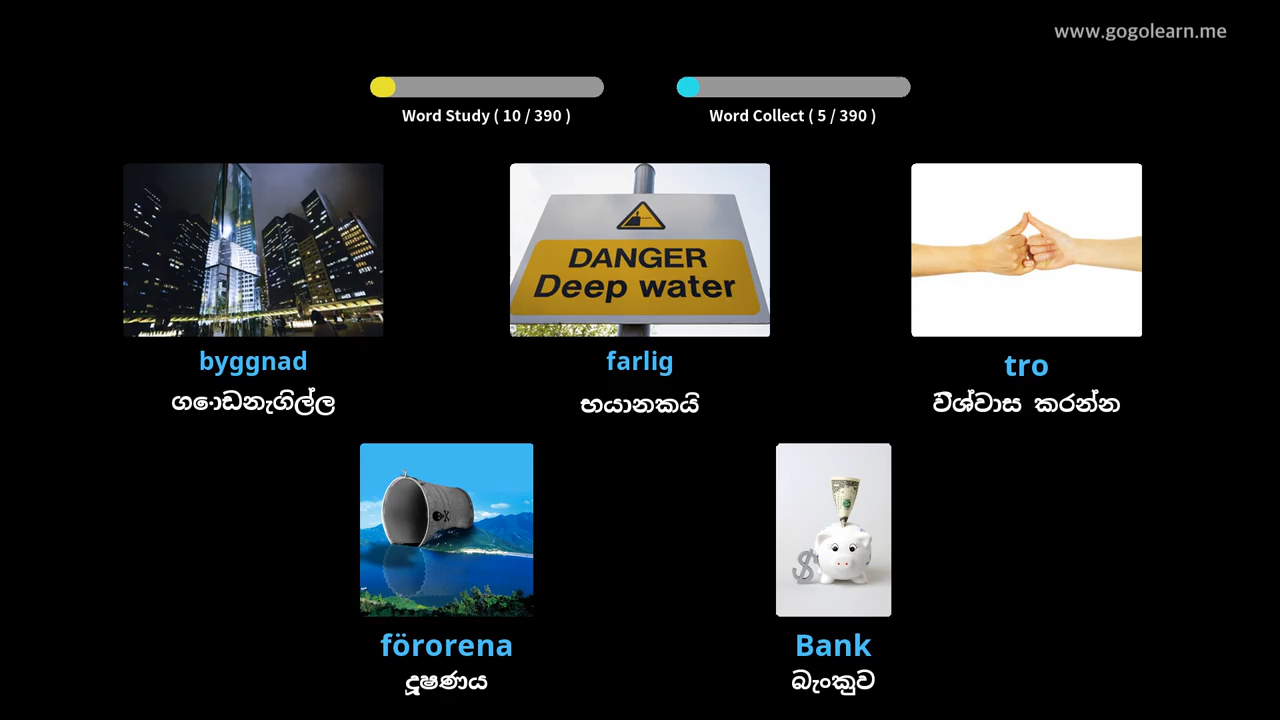 www.gogolearn.me
Word Study ( 10 / 390 )
Word Collect ( 5 / 390 )
DANGER
Deep water
byggnad
ගොඩනැගිල්ල
farlig
භයානකයි
tro
විශ්වාස කරන්න
$
förorena
දූෂණය
Bank
බැංකුව